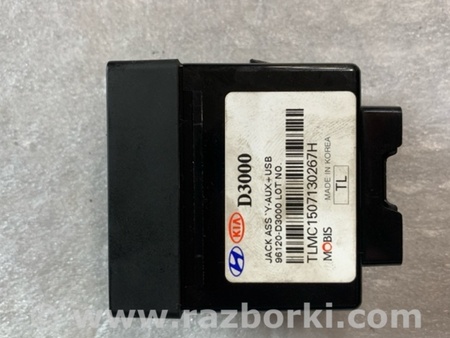 KIA D3000
JACK ASS'Y-AUX+USB
96120-D3000 LOT NO.
TLMC1507130267H
MOBIS MADE IN KOREA
TL
www.razborki.com